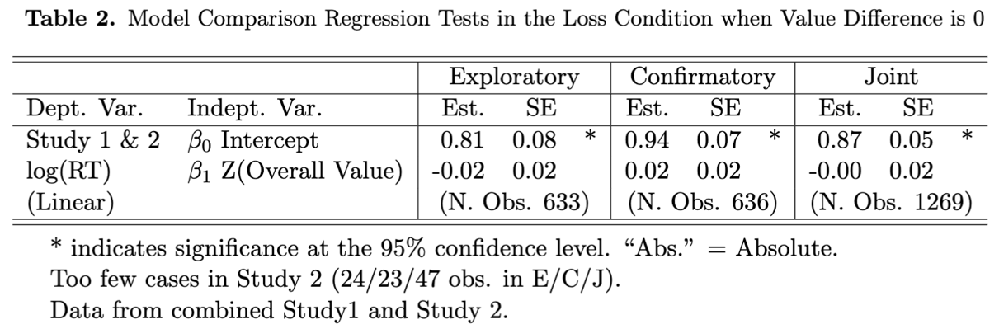 Table 2. Model Comparison Regression Tests in the Loss Condition when Value Difference is 0
Exploratory Confirmatory Joint
Dept. Var. Indept. Var. Est. SE Est. SE Est. SE
Study 1 & 2 β0 Intercept 0.81 0.08 * 0.94 0.07 * 0.87 0.05 *
log(RT) β1 Z(Overall Value) -0.02 0.02 0.02 0.02 -0.00 0.02
(Linear) (N. Obs. 633) (N. Obs. 636) (N. Obs. 1269)
* indicates significance at the 95% confidence level. “Abs.” = Absolute.
Too few cases in Study 2 (24/23/47 obs. in E/C/J).
Data from combined Study1 and Study 2.